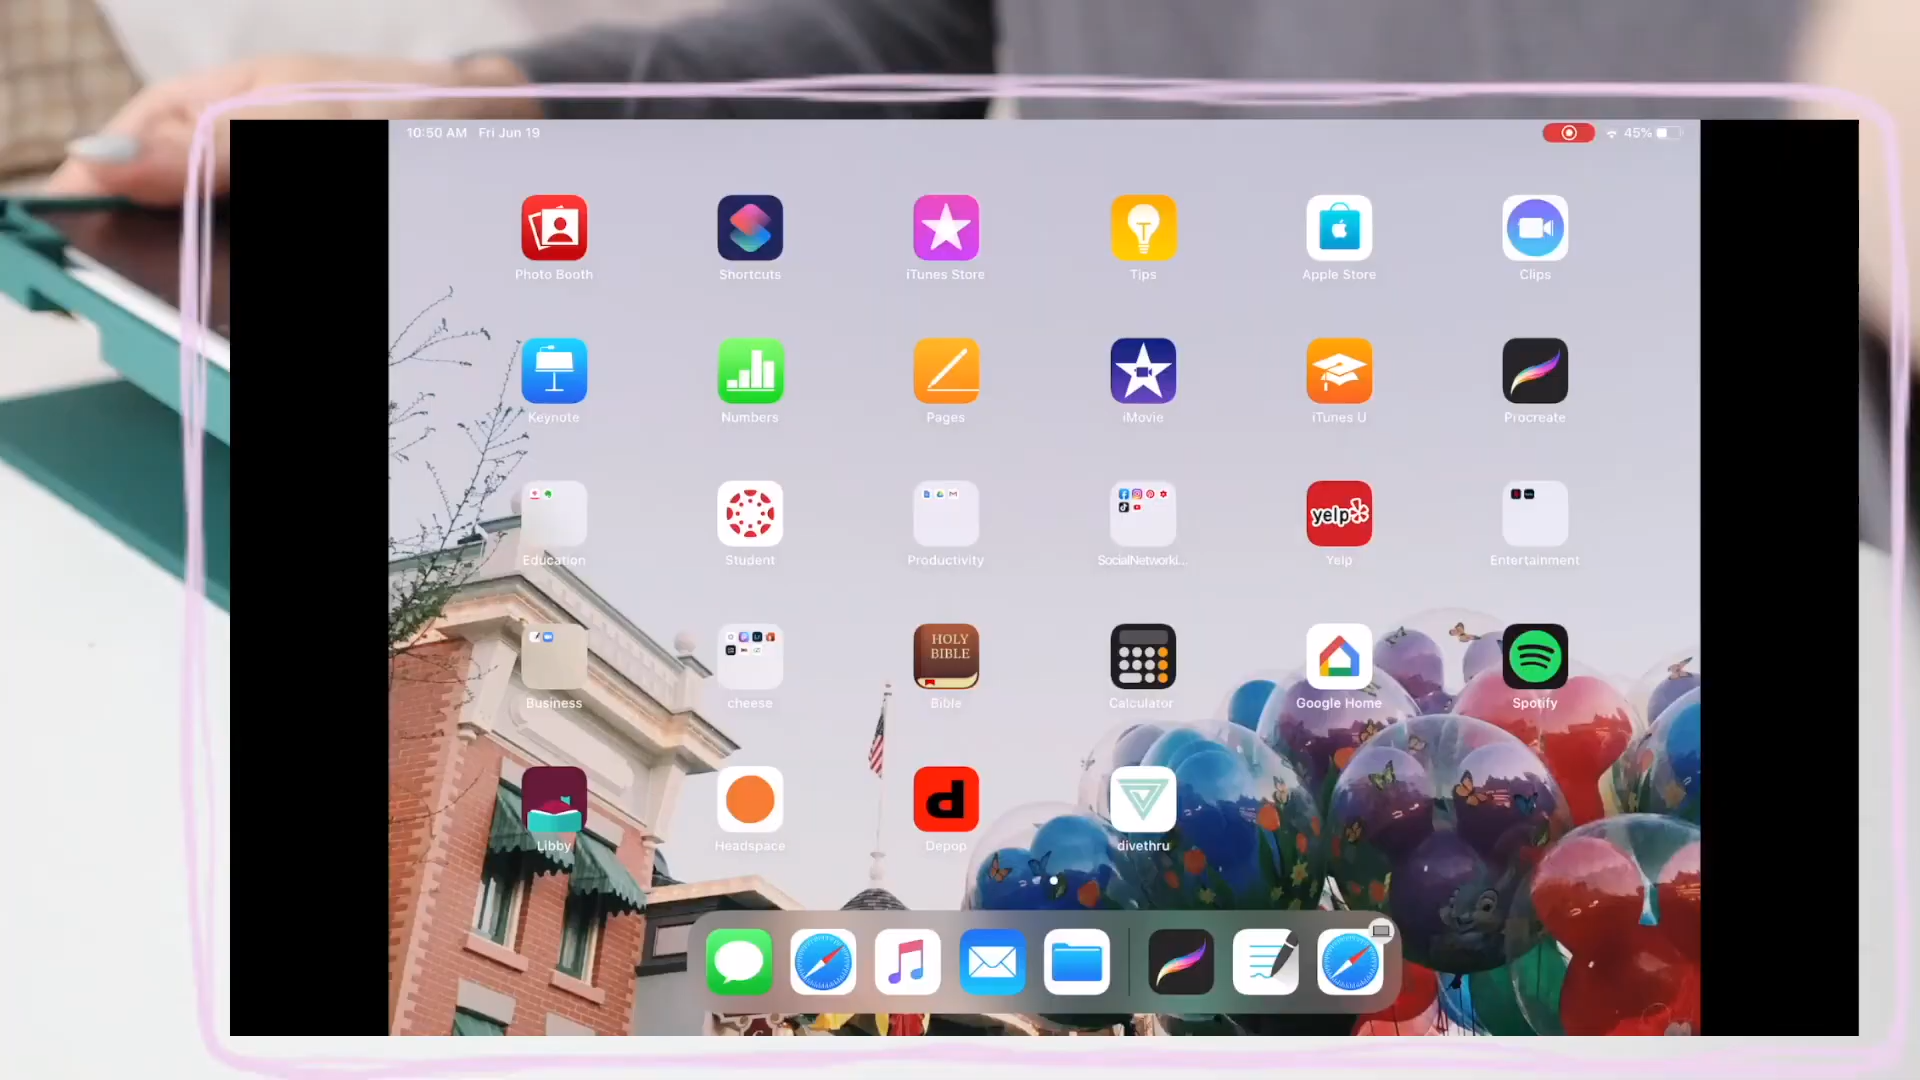 10:50 AM Fri Jun 19
45%
Photo Booth
Shortcuts
iTunes Store
Tips
Apple Store
Clips
Keynote
Numbers
Pages
iMovie
iTunes U
Procreate
yelp
Education
Student
Productivity
SocialNetworki...
Yelp
Entertainment
HOLY
BIBLE
Business
cheese
Bible
Calculator
Google Home
Spotify
d
Libby
Headspace
Depop
divethru